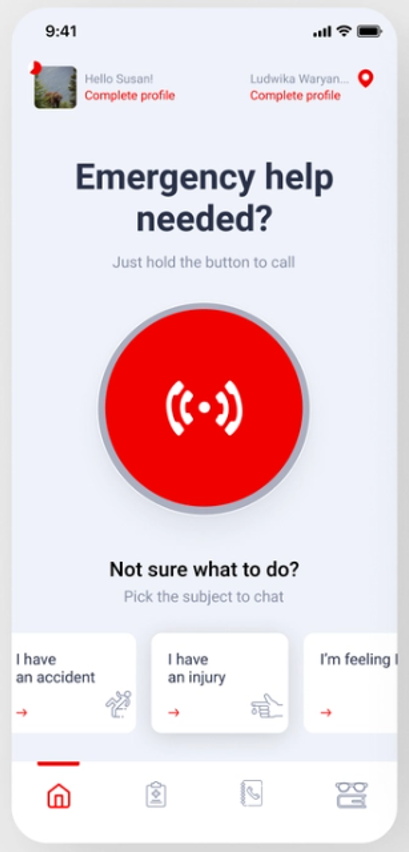 9:41
Hello Susan!
Complete profile
Ludwika Waryan...
Complete profile
Emergency help
needed?
Just hold the button to call
Not sure what to do?
Pick the subject to chat
I have
an accident
I have
an injury
I'm feeling